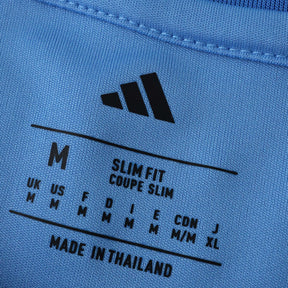 M
SLIM FIT
COUPE SLIM
UK US F D I E CDN J
M M M M M M M/M XL
MADE IN THAILAND